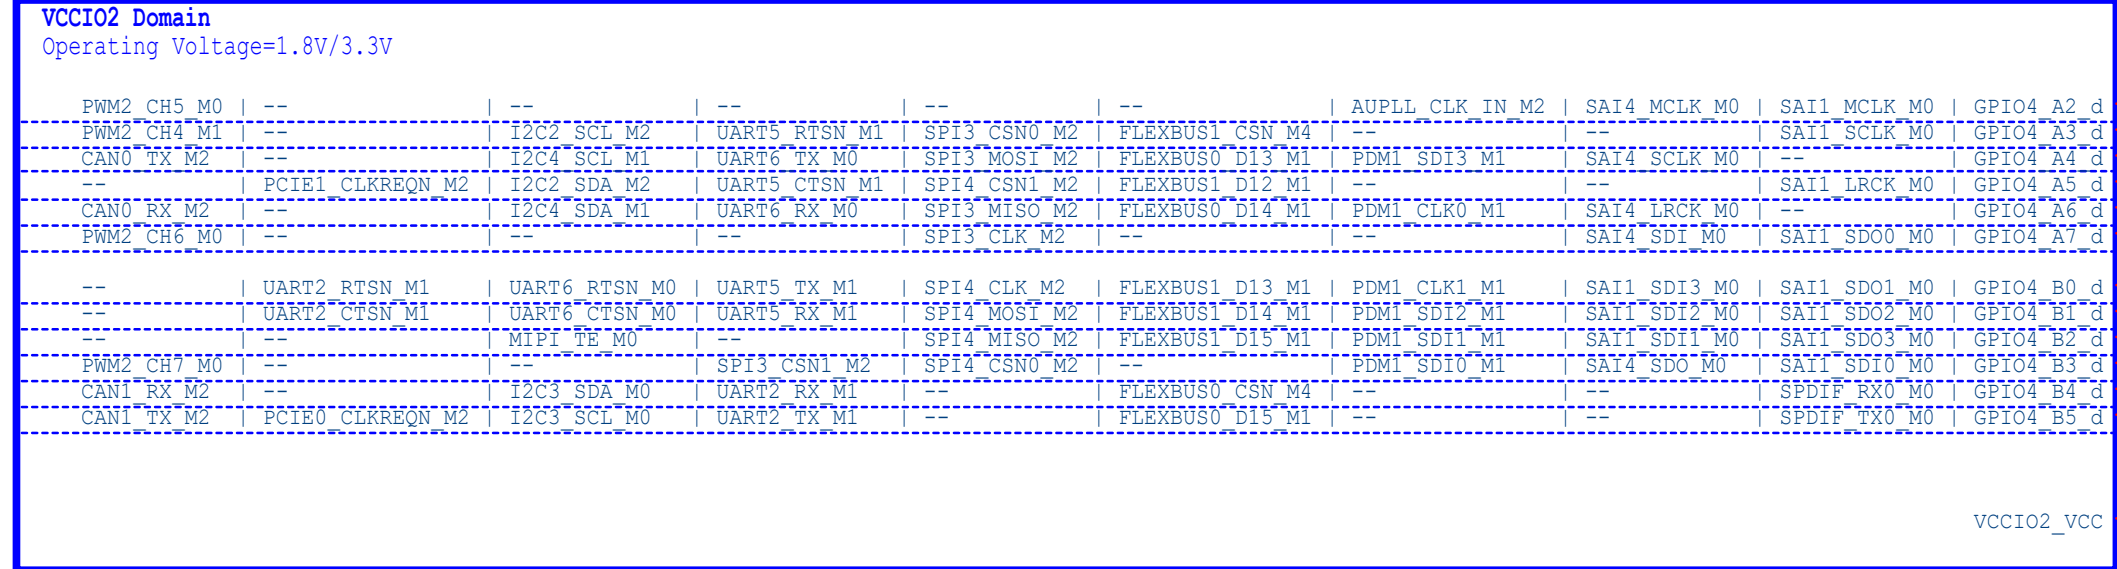 VCCIO2 Domain
Operating Voltage=1.8V/3.3V
PWM2_CH5_M0 | -- | -- | -- | -- | -- | AUPLL_CLK_IN_M2 | SAI4_MCLK_M0 | SAI1_MCLK_M0 | GPIO4_A2_d
PWM2_CH4_M1 | -- | I2C2_SCL_M2 | UART5_RTSN_M1 | SPI3_CSN0_M2 | FLEXBUS1_CSN_M4 | -- | -- | SAI1_SCLK_M0 | GPIO4_A3_d
CAN0_TX_M2 | -- | I2C4_SCL_M1 | UART6_TX_M0 | SPI3_MOSI_M2 | FLEXBUS0_D13_M1 | PDM1_SDI3_M1 | SAI4_SCLK_M0 | -- | GPIO4_A4_d
-- | PCIE1_CLKREQN_M2 | I2C2_SDA_M2 | UART5_CTSN_M1 | SPI4_CSN1_M2 | FLEXBUS1_D12_M1 | -- | -- | SAI1_LRCK_M0 | GPIO4_A5_d
CAN0_RX_M2 | -- | I2C4_SDA_M1 | UART6_RX_M0 | SPI3_MISO_M2 | FLEXBUS0_D14_M1 | PDM1_CLK0_M1 | SAI4_LRCK_M0 | -- | GPIO4_A6_d
PWM2_CH6_M0 | -- | -- | -- | SPI3_CLK_M2 | -- | -- | SAI4_SDI_M0 | SAI1_SDO0_M0 | GPIO4_A7_d
-- | UART2_RTSN_M1 | UART6_RTSN_M0 | UART5_TX_M1 | SPI4_CLK_M2 | FLEXBUS1_D13_M1 | PDM1_CLK1_M1 | SAI1_SDI3_M0 | SAI1_SDO1_M0 | GPIO4_B0_d
-- | UART2_CTSN_M1 | UART6_CTSN_M0 | UART5_RX_M1 | SPI4_MOSI_M2 | FLEXBUS1_D14_M1 | PDM1_SDI2_M1 | SAI1_SDI2_M0 | SAI1_SDO2_M0 | GPIO4_B1_d
-- | -- | MIPI_TE_M0 | -- | SPI4_MISO_M2 | FLEXBUS1_D15_M1 | PDM1_SDI1_M1 | SAI1_SDI1_M0 | SAI1_SDO3_M0 | GPIO4_B2_d
PWM2_CH7_M0 | -- | -- | SPI3_CSN1_M2 | SPI4_CSN0_M2 | -- | PDM1_SDI0_M1 | SAI4_SDO_M0 | SAI1_SDI0_M0 | GPIO4_B3_d
CAN1_RX_M2 | -- | I2C3_SDA_M0 | UART2_RX_M1 | -- | FLEXBUS0_CSN_M4 | -- | -- | SPDIF_RX0_M0 | GPIO4_B4_d
CAN1_TX_M2 | PCIE0_CLKREQN_M2 | I2C3_SCL_M0 | UART2_TX_M1 | -- | FLEXBUS0_D15_M1 | -- | -- | SPDIF_TX0_M0 | GPIO4_B5_d
VCCIO2_VCC